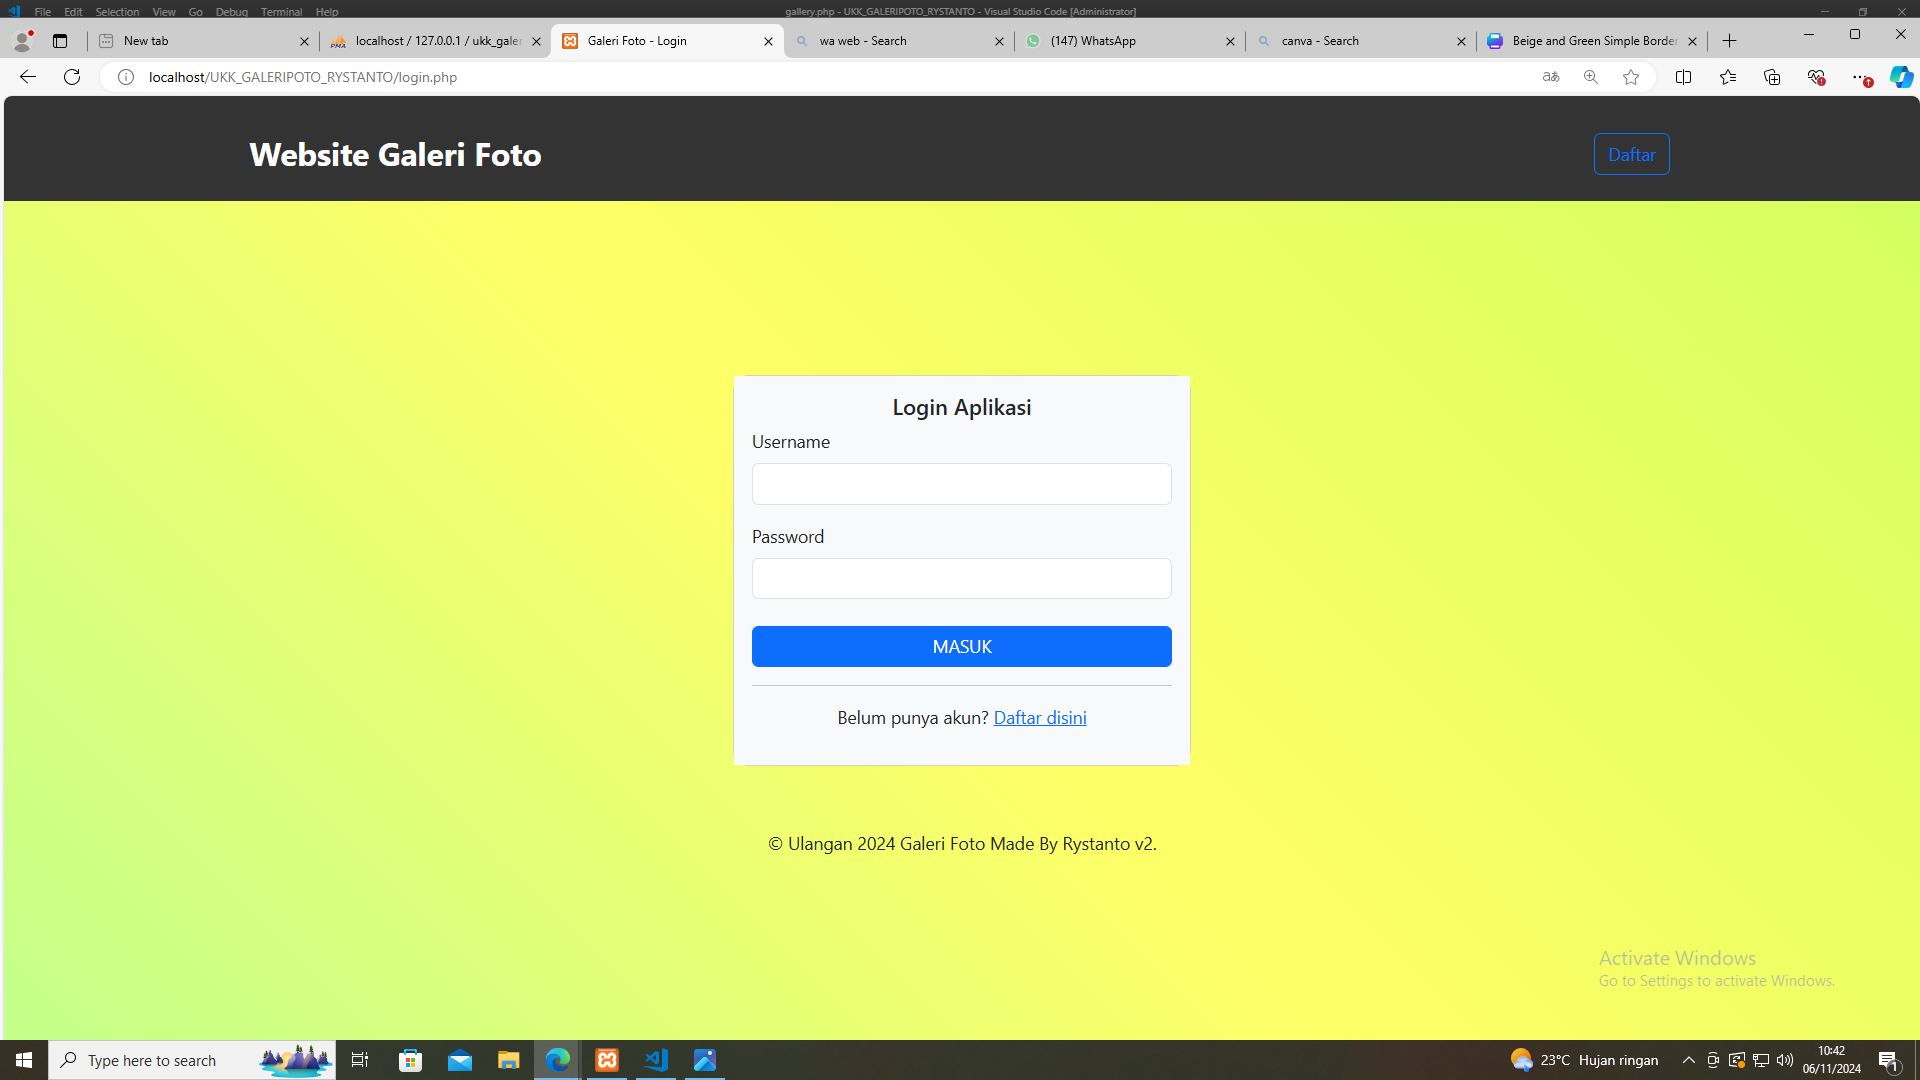 File Edit Selection View Go Debug Terminal Help
gallery.php - UKK_GALERIPOTO_RYSTANTO - Visual Studio Code [Administrator]
New tab
localhost / 127.0.0.1 / ukk_galer
Galeri Foto - Login
wa web - Search
(147) WhatsApp
canva - Search
Beige and Green Simple Border
localhost/UKK_GALERIPOTO_RYSTANTO/login.php
Website Galeri Foto
Daftar
Login Aplikasi
Username
Password
MASUK
Belum punya akun? Daftar disini
© Ulangan 2024 Galeri Foto Made By Rystanto v2.
Activate Windows
Go to Settings to activate Windows.
Type here to search
23°C Hujan ringan
10:42
06/11/2024
1